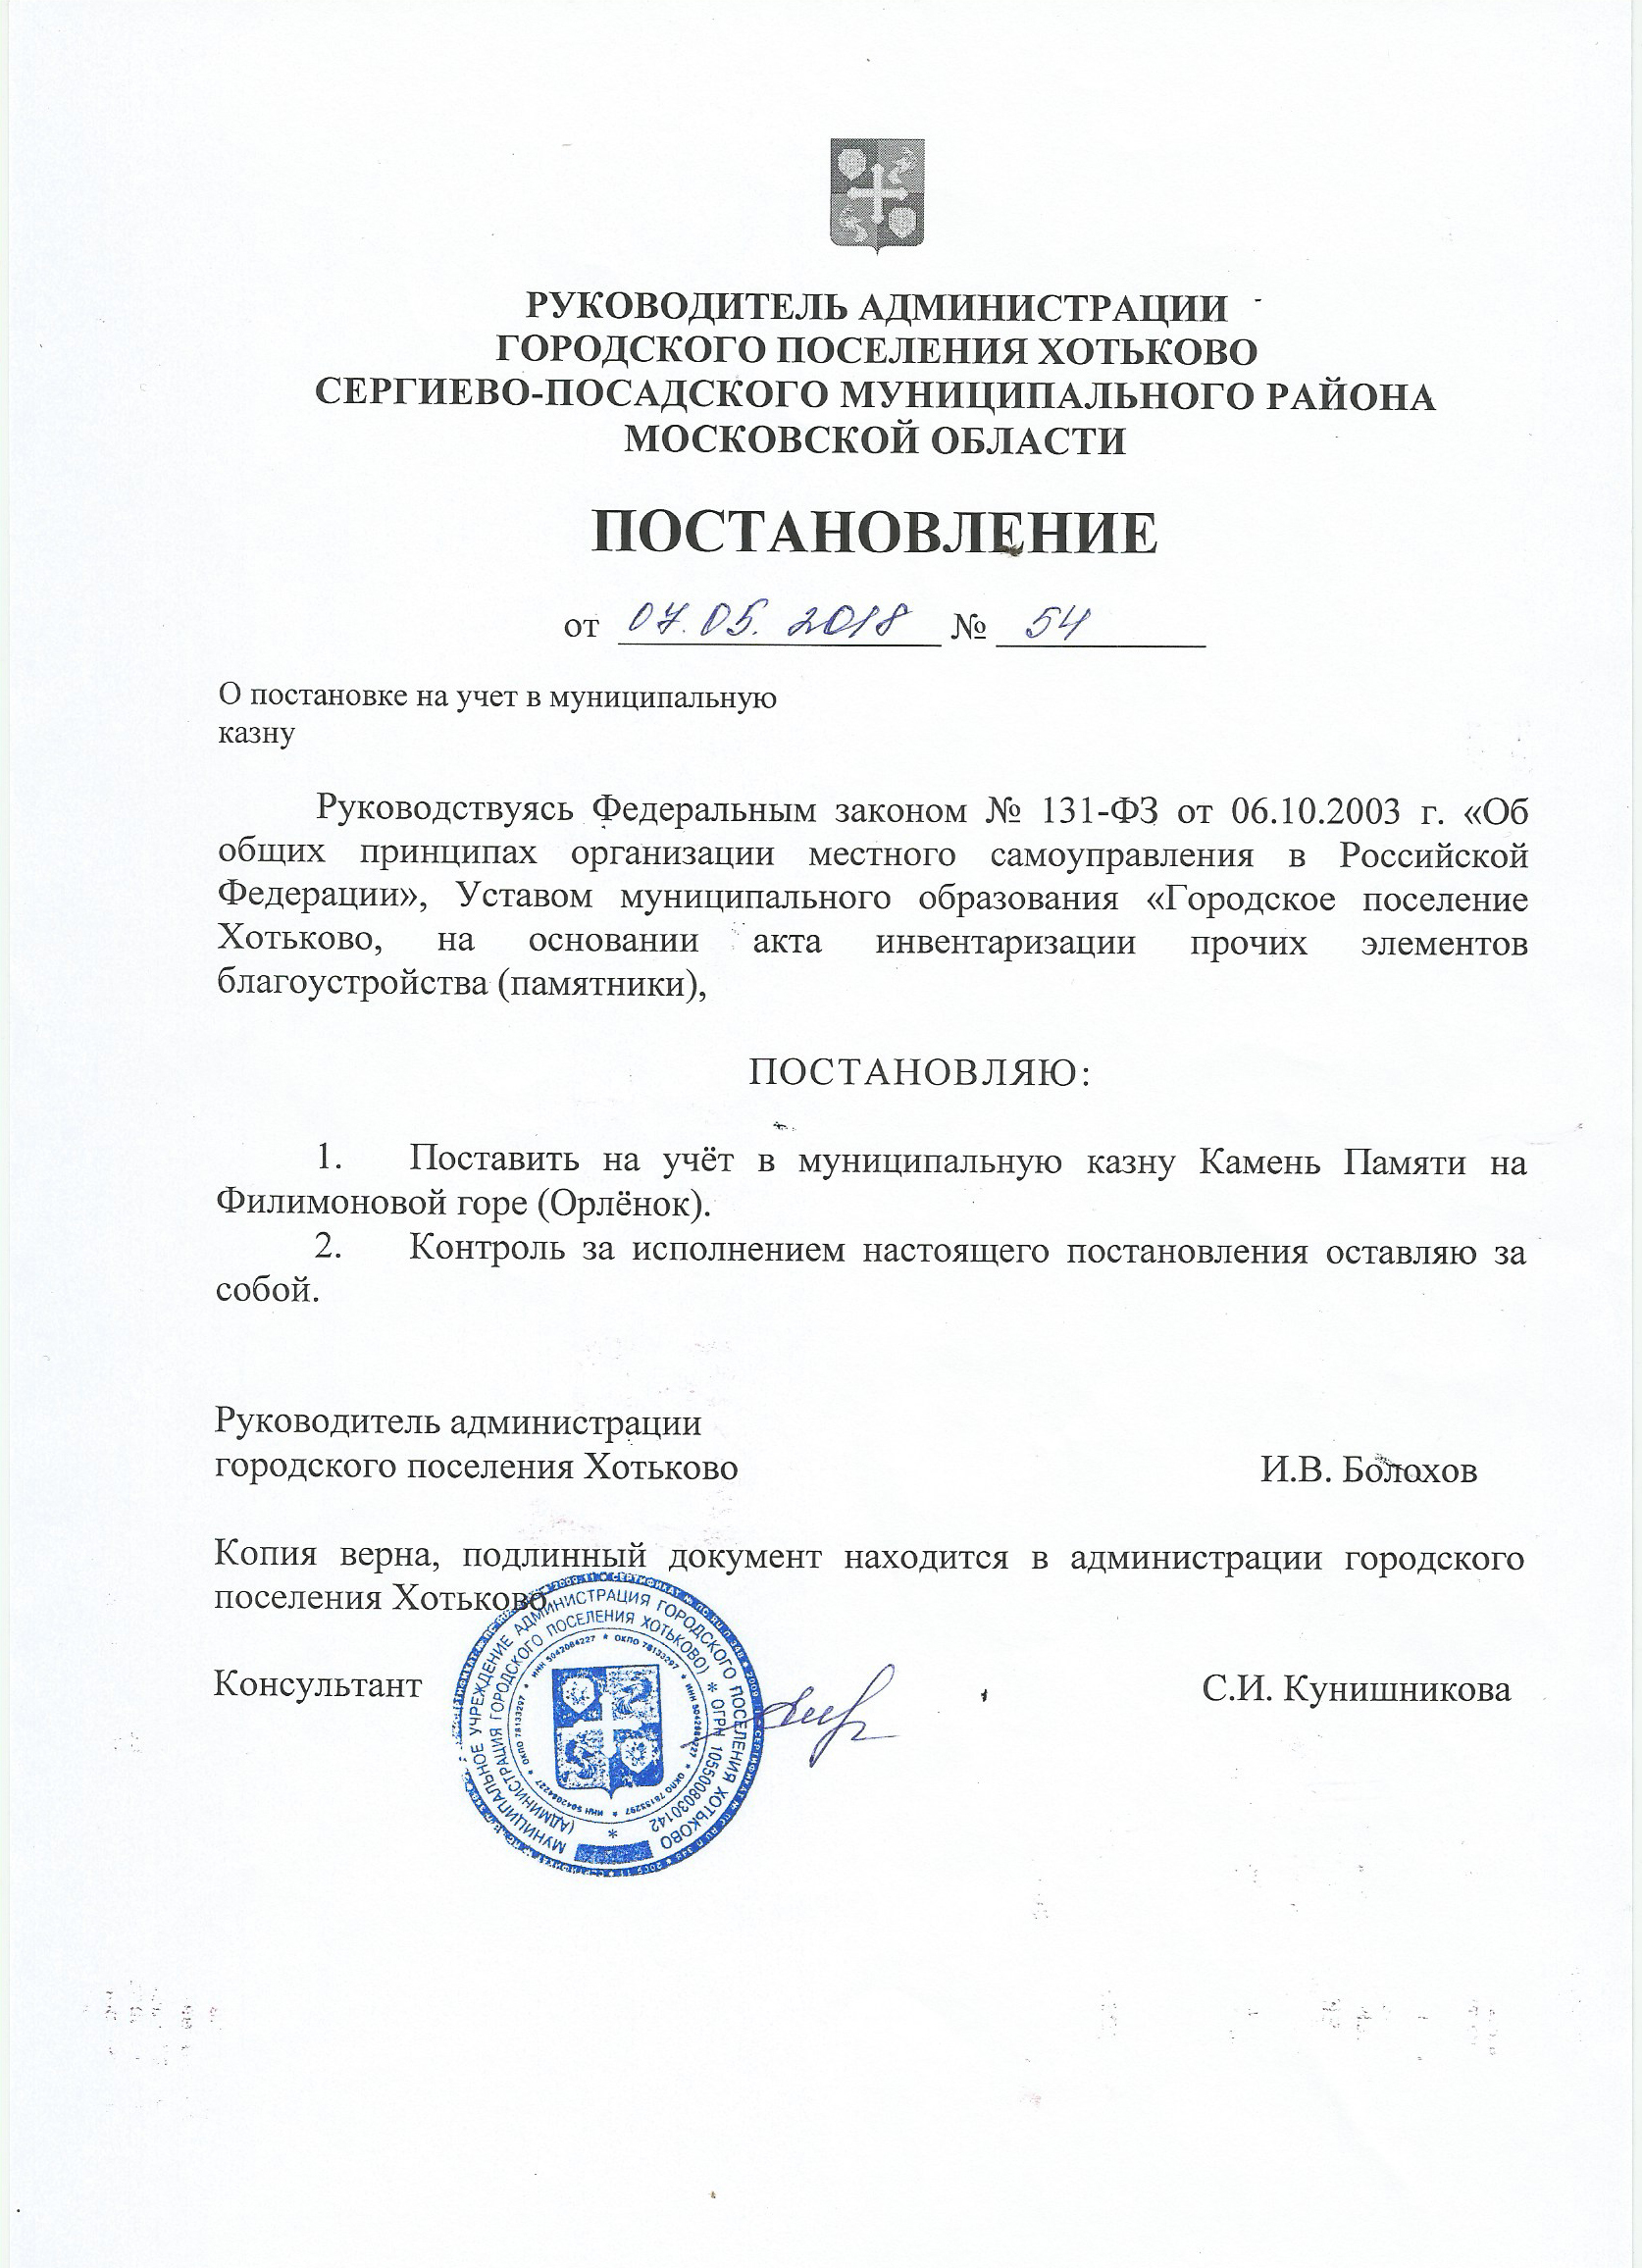 РУКОВОДИТЕЛЬ АДМИНИСТРАЦИИ
ГОРОДСКОГО ПОСЕЛЕНИЯ ХОТЬКОВО
СЕРГИЕВО-ПОСАДСКОГО МУНИЦИПАЛЬНОГО РАЙОНА
МОСКОВСКОЙ ОБЛАСТИ
ПОСТАНОВЛЕНИЕ
от 07.05.2018 № 54
О постановке на учет в муниципальную
казну
Руководствуясь Федеральным законом № 131-ФЗ от 06.10.2003 г. «Об
общих принципах организации местного самоуправления в Российской
Федерации», Уставом муниципального образования «Городское поселение
Хотьково, на основании акта инвентаризации прочих элементов
благоустройства (памятники),
ПОСТАНОВЛЯЮ:
1. Поставить на учёт в муниципальную казну Камень Памяти на
Филимоновой горе (Орлёнок).
2. Контроль за исполнением настоящего постановления оставляю за
собой.
Руководитель администрации
городского поселения Хотьково И.В. Болохов
Копия верна, подлинный документ находится в администрации городского
поселения Хотьково
Консультант С.И. Кунишникова
МУНИЦИПАЛЬНОЕ УЧРЕЖДЕНИЕ АДМИНИСТРАЦИЯ ГОРОДСКОГО ПОСЕЛЕНИЯ ХОТЬКОВО
(АДМИНИСТРАЦИЯ ГОРОДСКОГО ПОСЕЛЕНИЯ ХОТЬКОВО) * ОГРН 1055008030142 *
ОКПО 78133297 * ИНН 5042084227